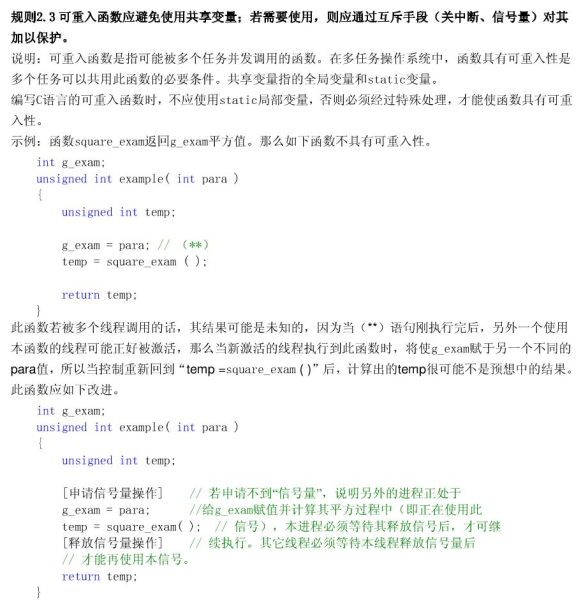 规则2.3 可重入函数应避免使用共享变量；若需要使用，则应通过互斥手段（关中断、信号量）对其
加以保护。
说明：可重入函数是指可能被多个任务并发调用的函数。在多任务操作系统中，函数具有可重入性是
多个任务可以共用此函数的必要条件。共享变量指的全局变量和static变量。
编写C语言的可重入函数时，不应使用static局部变量，否则必须经过特殊处理，才能使函数具有可重
入性。
示例：函数square_exam返回g_exam平方值。那么如下函数不具有可重入性。
int g_exam;
unsigned int example( int para )
{
unsigned int temp;
g_exam = para; // （**）
temp = square_exam ( );
return temp;
}
此函数若被多个线程调用的话，其结果可能是未知的，因为当（**）语句刚执行完后，另外一个使用
本函数的线程可能正好被激活，那么当新激活的线程执行到此函数时，将使g_exam赋于另一个不同的
para值，所以当控制重新回到“temp =square_exam ( )”后，计算出的temp很可能不是预想中的结果。
此函数应如下改进。
int g_exam;
unsigned int example( int para )
{
unsigned int temp;
[申请信号量操作] // 若申请不到“信号量”，说明另外的进程正处于
g_exam = para; //给g_exam赋值并计算其平方过程中（即正在使用此
temp = square_exam( ); // 信号），本进程必须等待其释放信号后，才可继
[释放信号量操作] // 续执行。其它线程必须等待本线程释放信号量后
// 才能再使用本信号。
return temp;
}